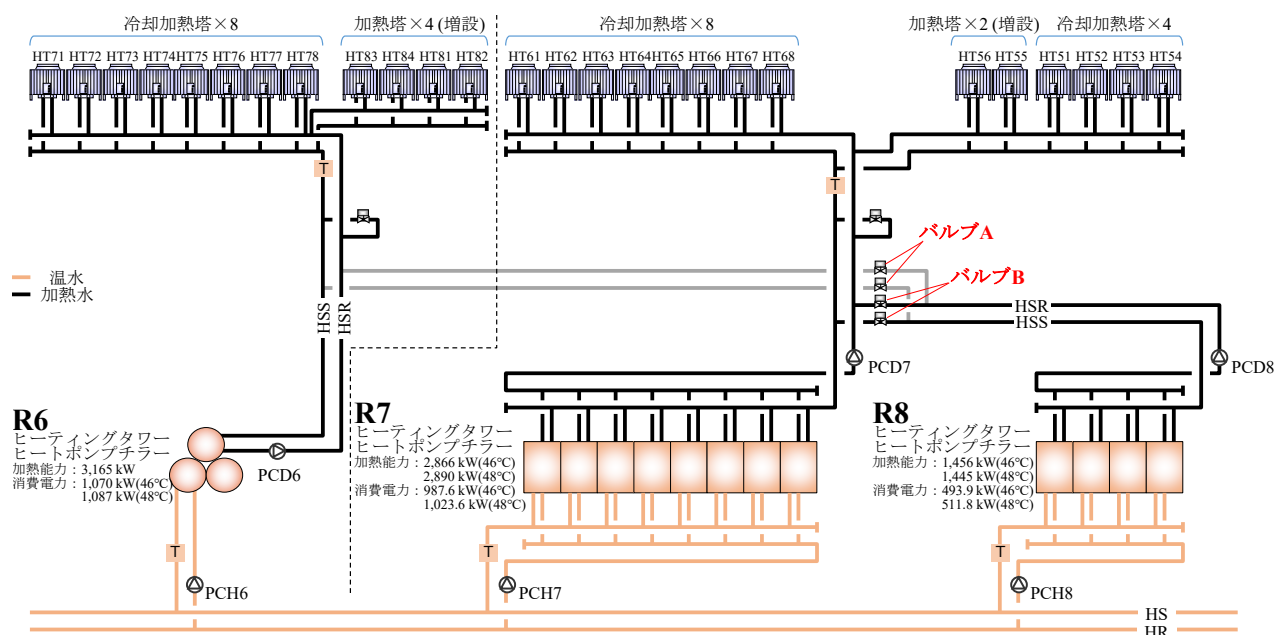 冷却加熱塔×8
加熱塔×4 (増設)
冷却加熱塔×8
加熱塔×2 (増設)
冷却加熱塔×4
HT71 HT72 HT73 HT74 HT75 HT76 HT77 HT78
HT83 HT84 HT81 HT82
HT61 HT62 HT63 HT64 HT65 HT66 HT67 HT68
HT56 HT55
HT51 HT52 HT53 HT54
T
T
バルブA
バルブB
温水
加熱水
HSS
HSR
HSR
HSS
PCD7
PCD8
R6
ヒーティングタワー
ヒートポンプチラー
加熱能力：3,165 kW
消費電力：1,070 kW(46℃)
1,087 kW(48℃)
PCD6
R7
ヒーティングタワー
ヒートポンプチラー
加熱能力：2,866 kW(46℃)
2,890 kW(48℃)
消費電力：987.6 kW(46℃)
1,023.6 kW(48℃)
R8
ヒーティングタワー
ヒートポンプチラー
加熱能力：1,456 kW(46℃)
1,445 kW(48℃)
消費電力：493.9 kW(46℃)
511.8 kW(48℃)
T
T
T
PCH6
PCH7
PCH8
HS
HR